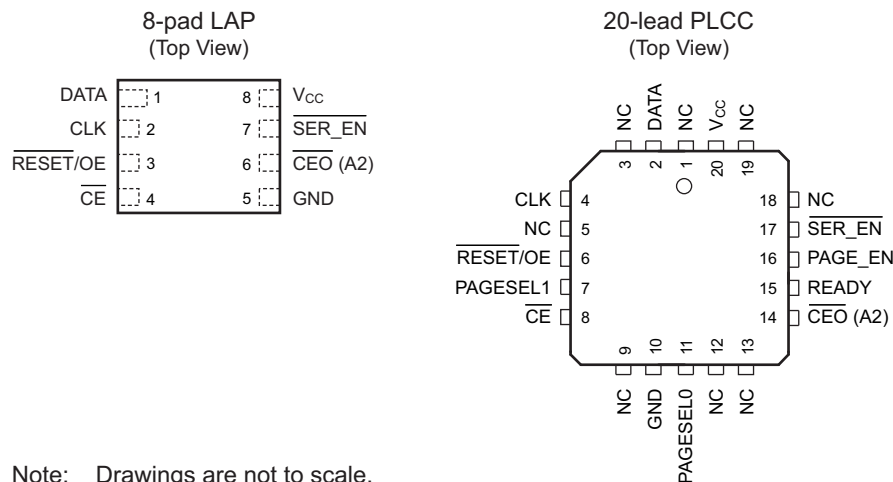 8-pad LAP
(Top View)
DATA 1
CLK 2
RESET/OE 3
CE 4
8 VCC
7 SER_EN
6 CEO (A2)
5 GND
20-lead PLCC
(Top View)
NC DATA NC VCC NC
3 2 1 20 19
CLK 4
NC 5
RESET/OE 6
PAGESEL1 7
CE 8
18 NC
17 SER_EN
16 PAGE_EN
15 READY
14 CEO (A2)
9 10 11 12 13
NC GND PAGESEL0 NC NC
Note: Drawings are not to scale.